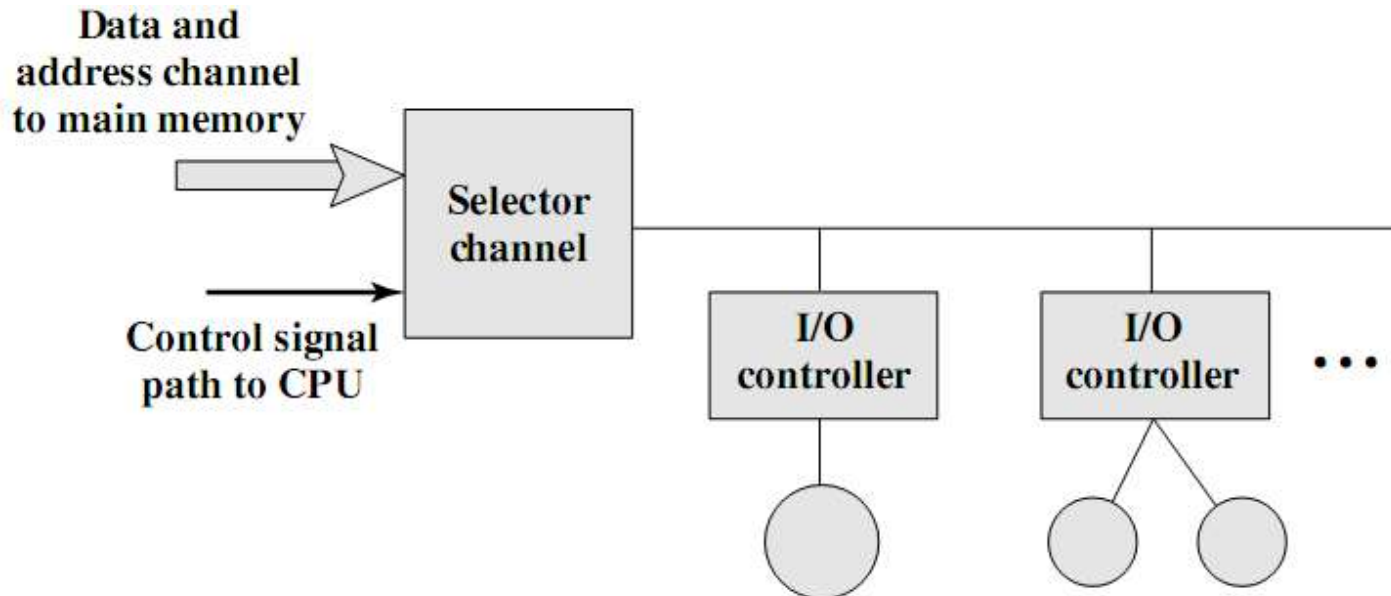 Data and
address channel
to main memory
Selector
channel
Control signal
path to CPU
I/O
controller
I/O
controller